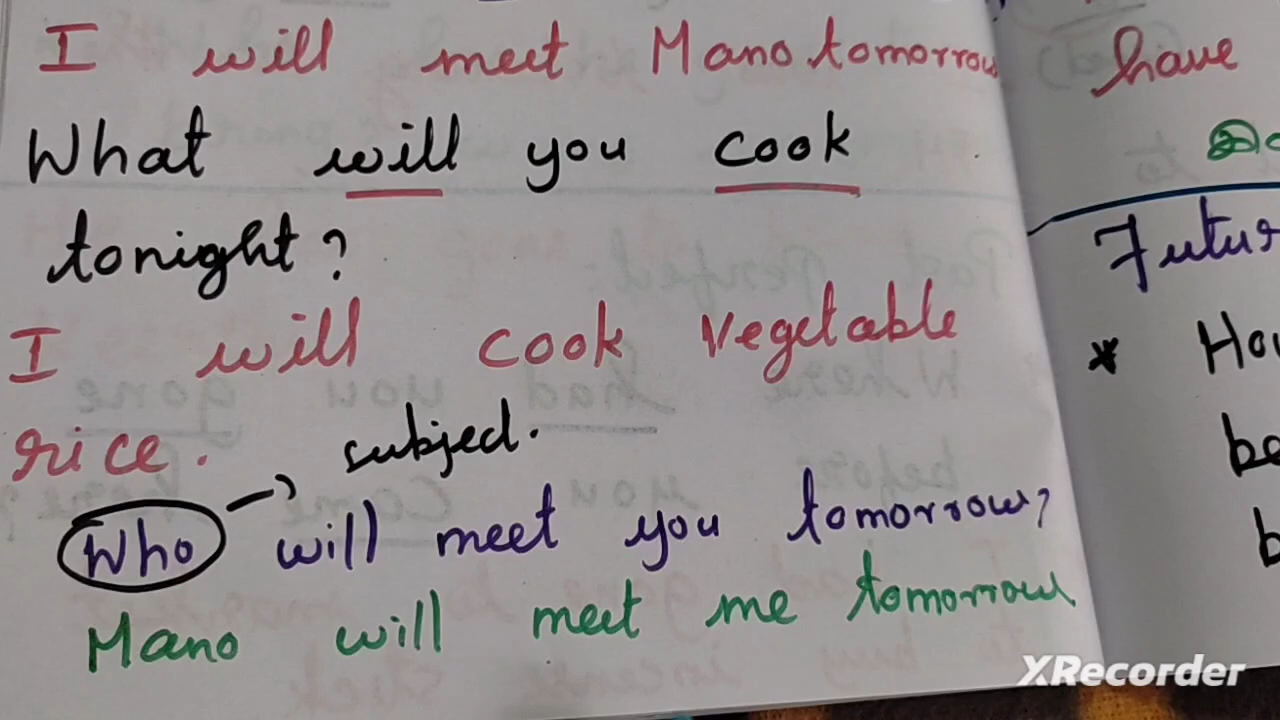 I will meet Mano tomorrow
What will you cook
tonight?
I will cook Vegetable
rice.
subject.
Who will meet you tomorrow?
Mano will meet me tomorrow
have
Futur
* Ho
be
b
XRecorder